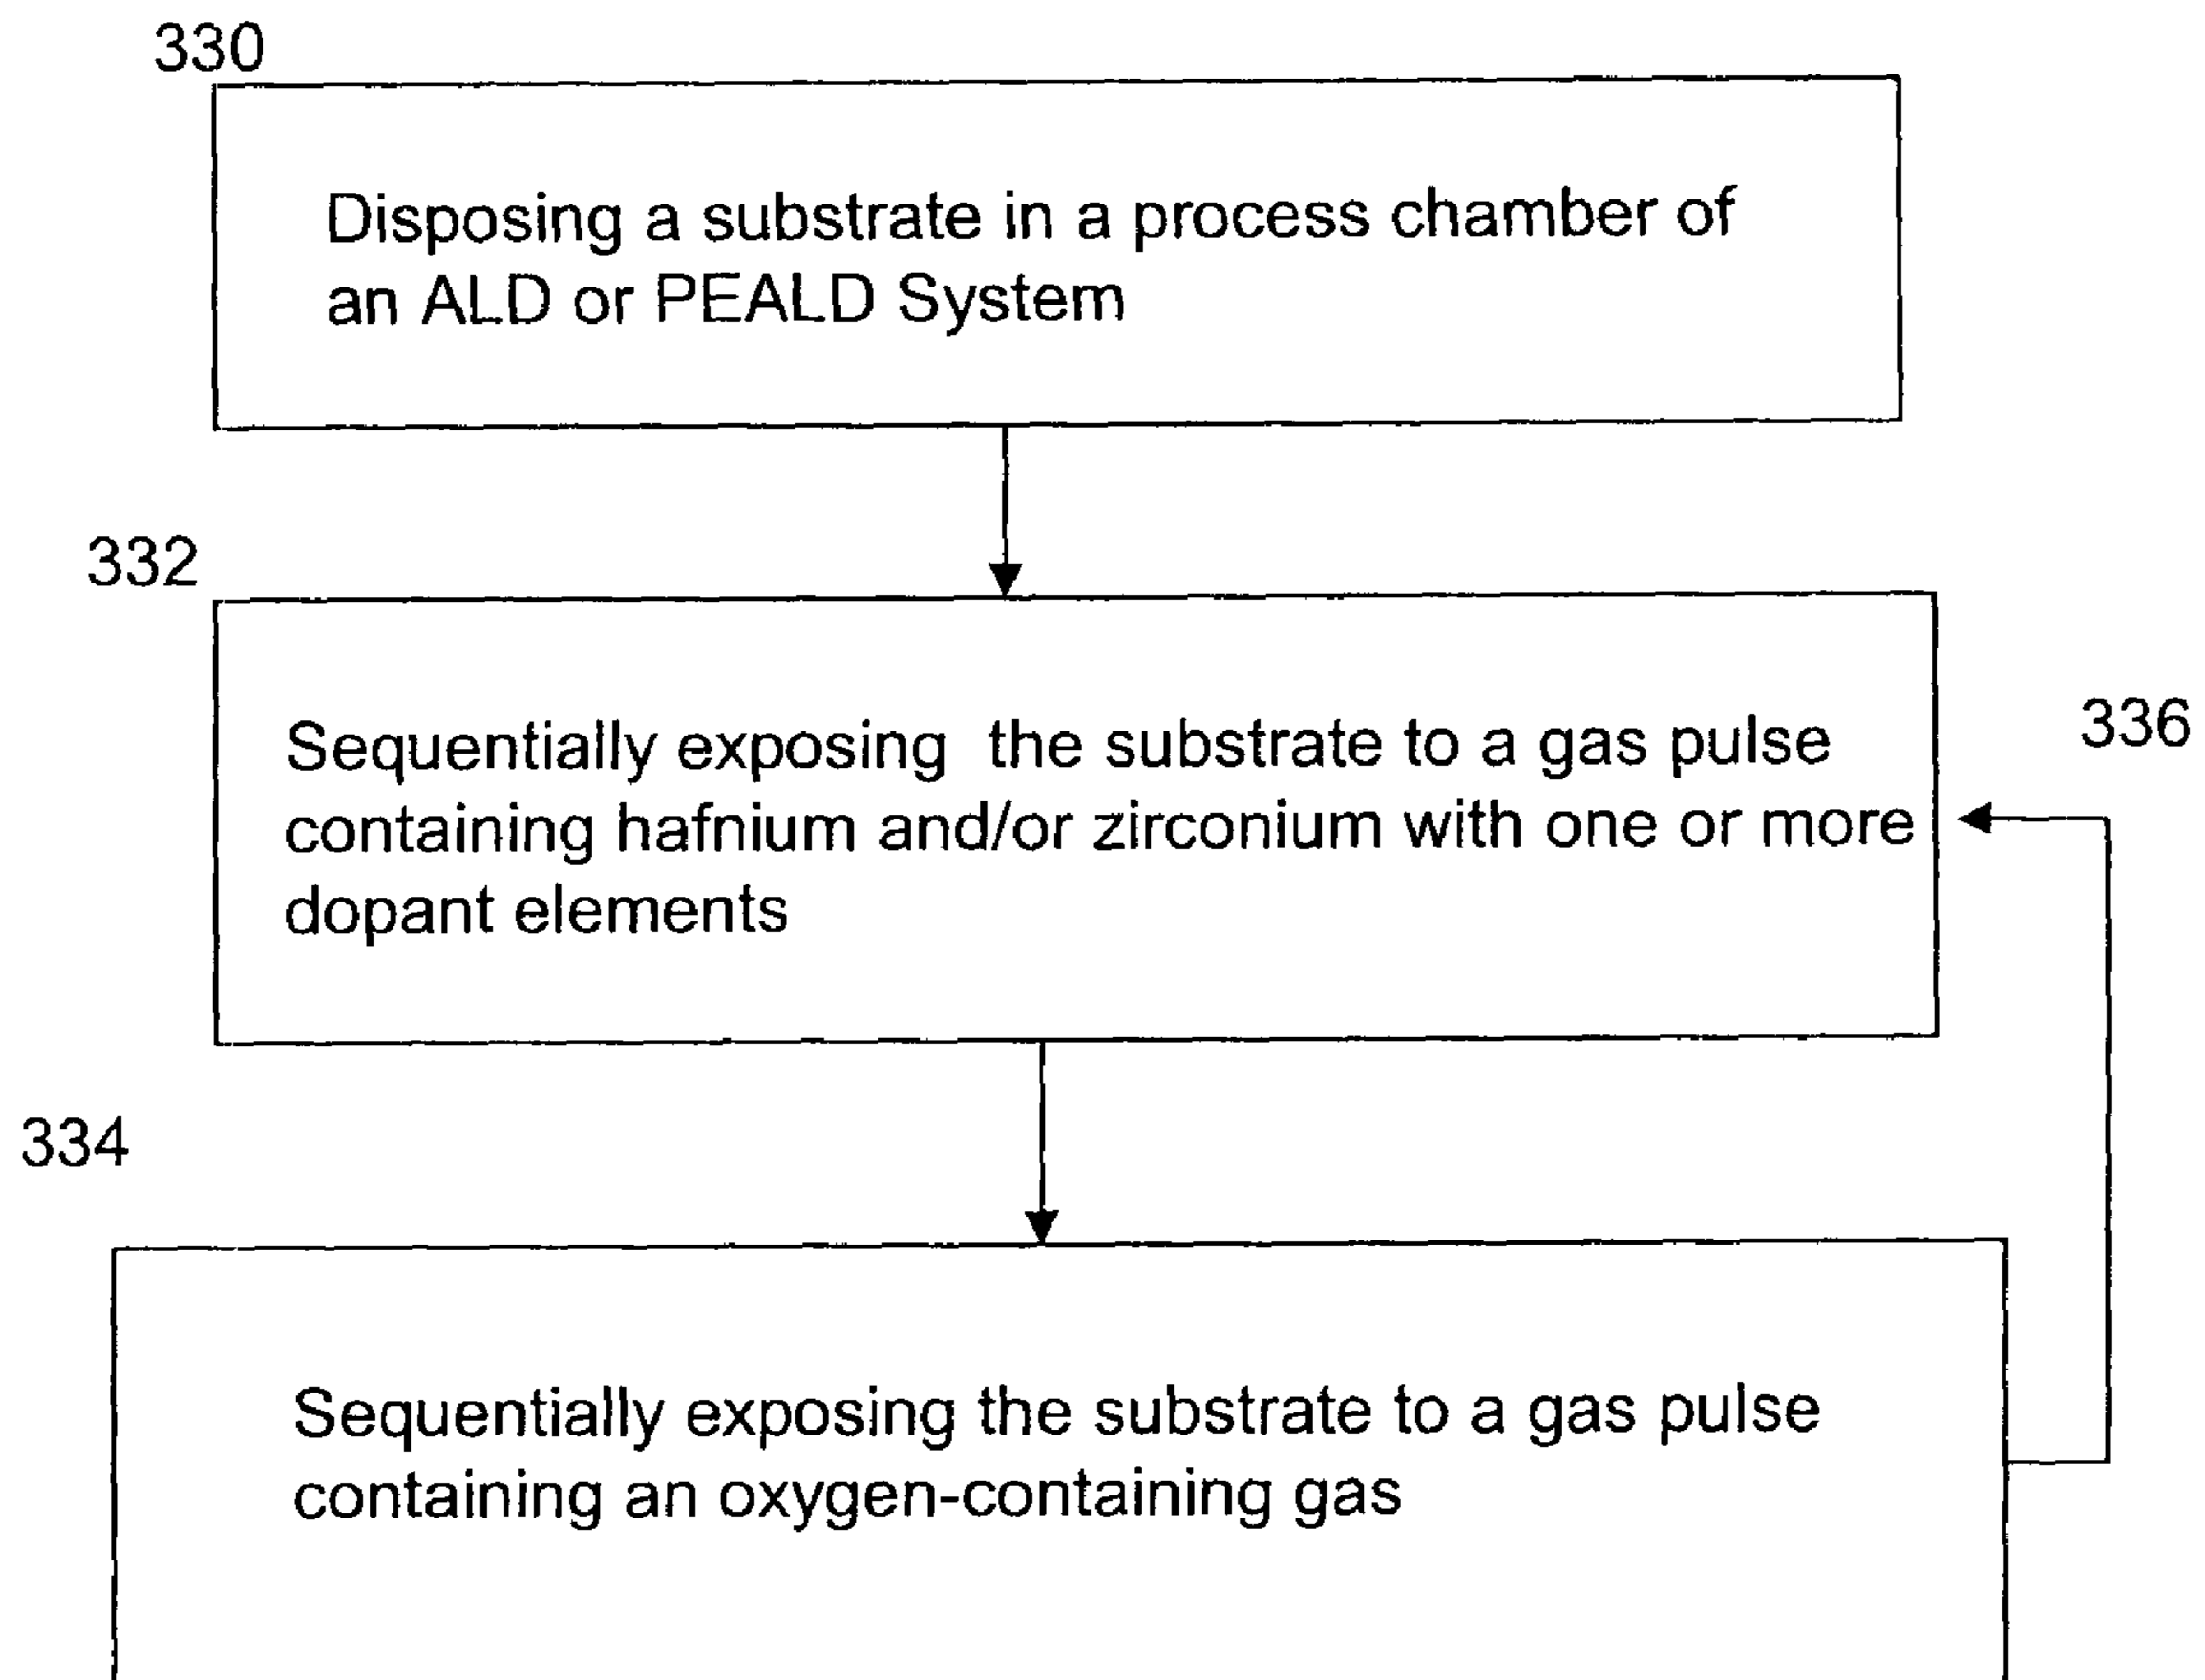 330
Disposing a substrate in a process chamber of
an ALD or PEALD System
332
Sequentially exposing the substrate to a gas pulse
containing hafnium and/or zirconium with one or more
dopant elements
336
334
Sequentially exposing the substrate to a gas pulse
containing an oxygen-containing gas